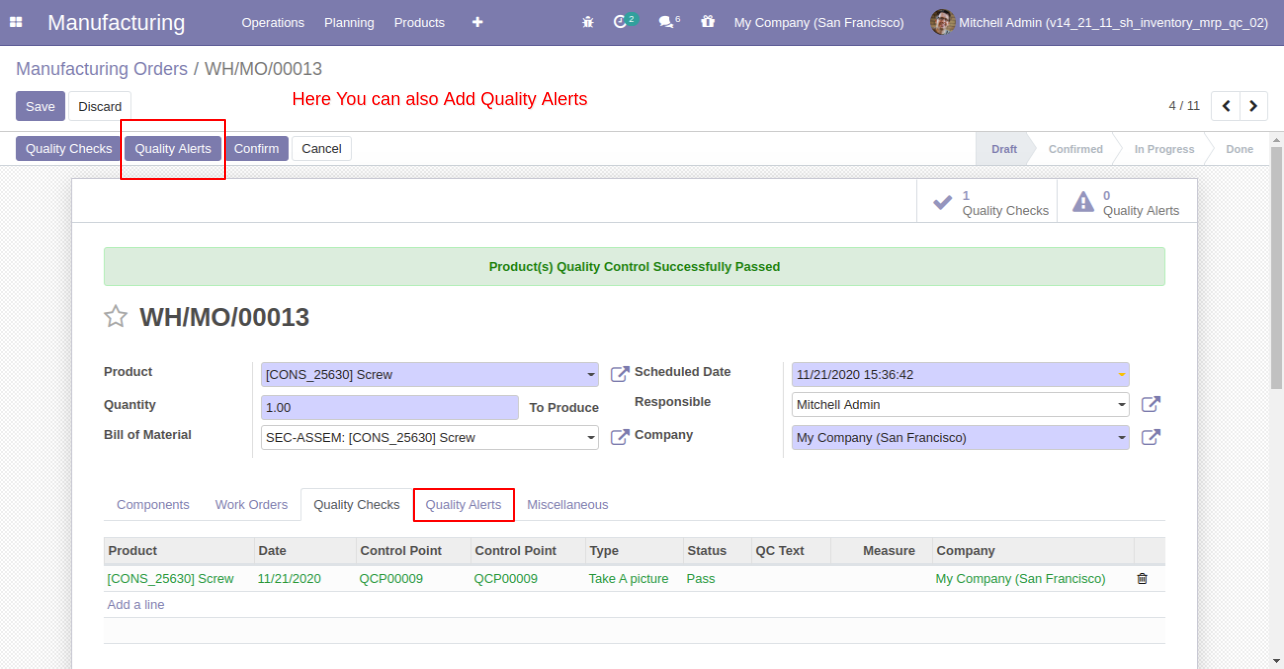 Manufacturing Operations Planning Products 2 6 My Company (San Francisco) Mitchell Admin (v14_21_11_sh_inventory_mrp_qc_02)
Manufacturing Orders / WH/MO/00013
Save Discard Here You can also Add Quality Alerts 4 / 11
Quality Checks Quality Alerts Confirm Cancel Draft Confirmed In Progress Done
1 Quality Checks 0 Quality Alerts
Product(s) Quality Control Successfully Passed
WH/MO/00013
Product [CONS_25630] Screw Scheduled Date 11/21/2020 15:36:42
Quantity 1.00 To Produce Responsible Mitchell Admin
Bill of Material SEC-ASSEM: [CONS_25630] Screw Company My Company (San Francisco)
Components Work Orders Quality Checks Quality Alerts Miscellaneous
Product Date Control Point Control Point Type Status QC Text Measure Company
[CONS_25630] Screw 11/21/2020 QCP00009 QCP00009 Take A picture Pass My Company (San Francisco)
Add a line